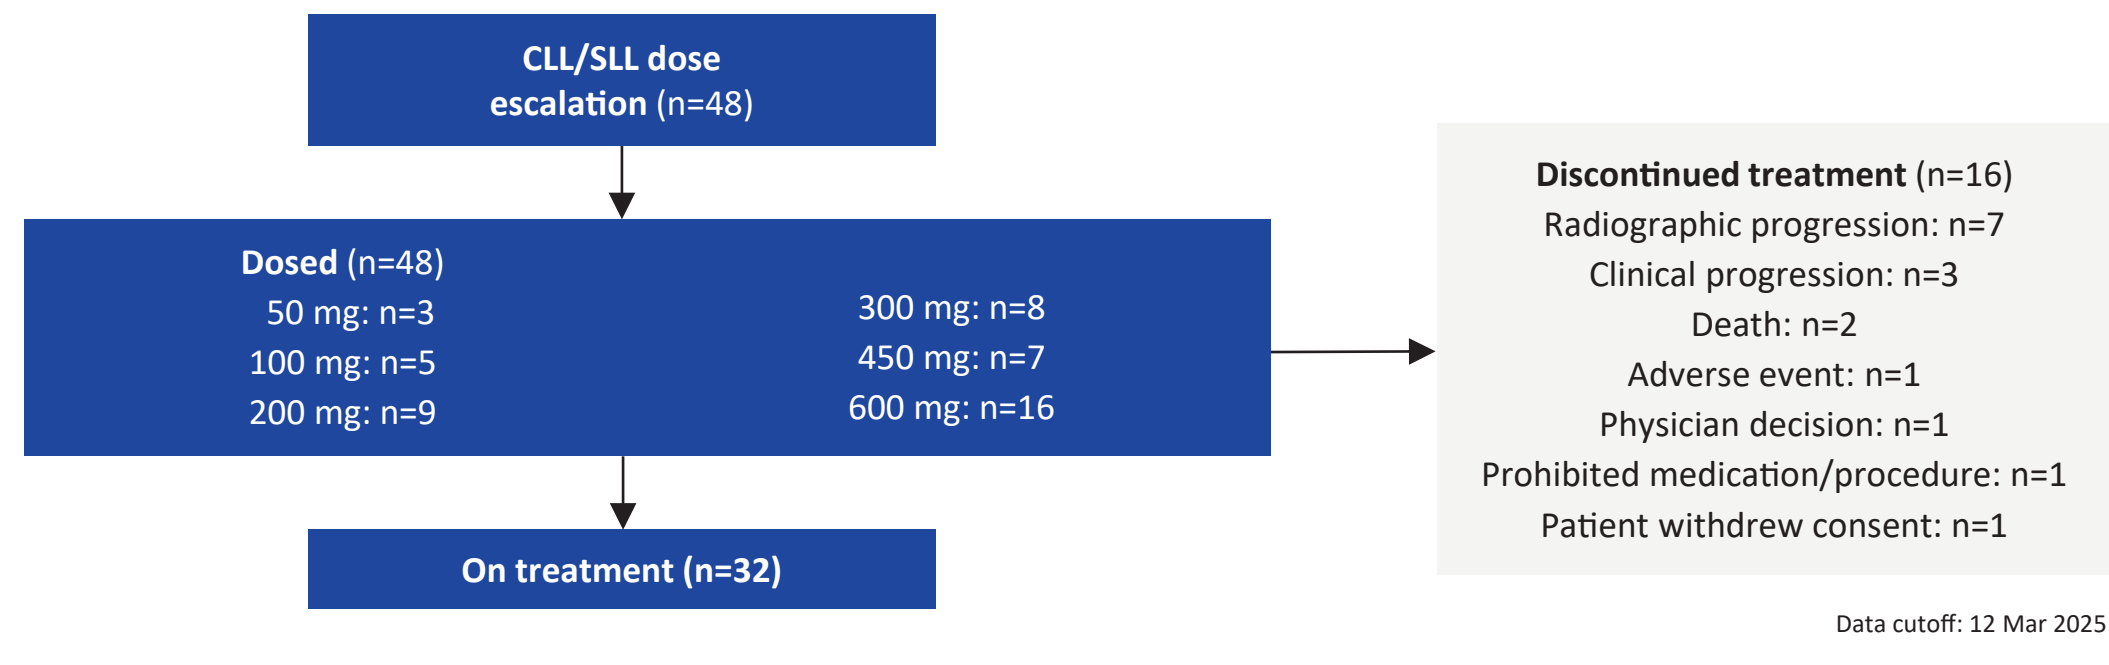 CLL/SLL dose
escalation (n=48)
Dosed (n=48)
50 mg: n=3
100 mg: n=5
200 mg: n=9
300 mg: n=8
450 mg: n=7
600 mg: n=16
Discontinued treatment (n=16)
Radiographic progression: n=7
Clinical progression: n=3
Death: n=2
Adverse event: n=1
Physician decision: n=1
Prohibited medication/procedure: n=1
Patient withdrew consent: n=1
On treatment (n=32)
Data cutoff: 12 Mar 2025